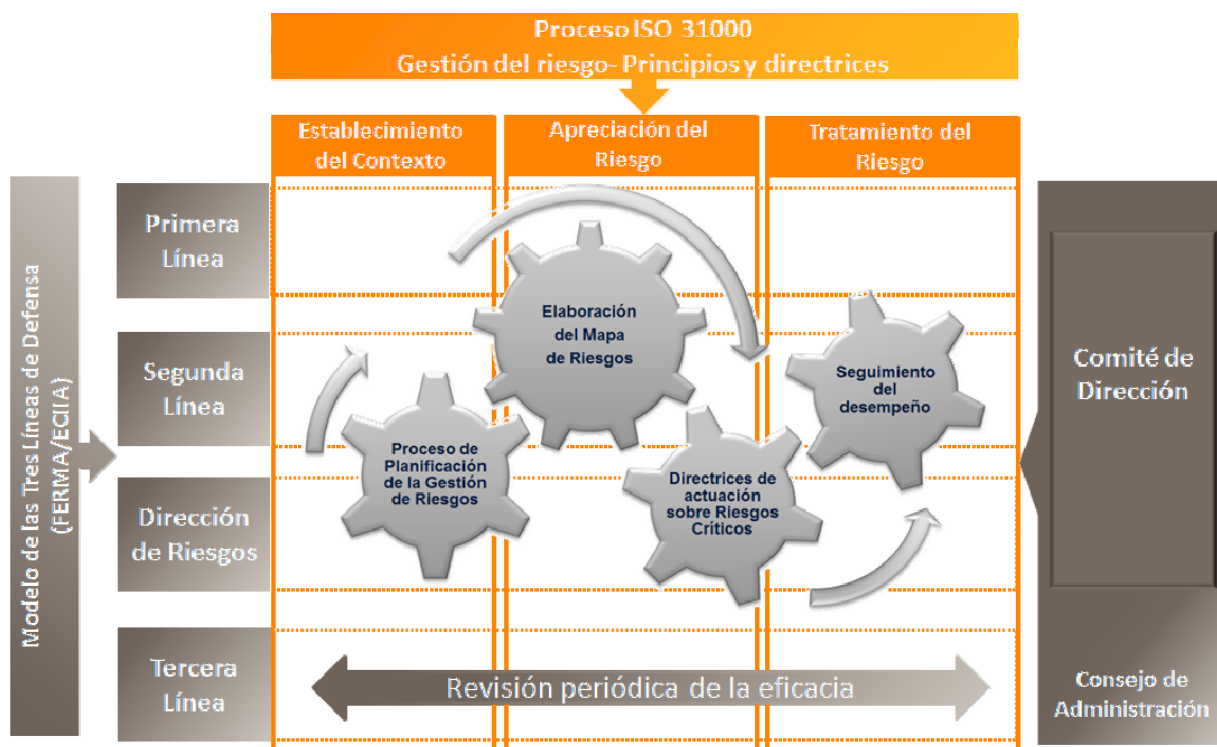 Proceso ISO 31000
Gestión del riesgo- Principios y directrices
Establecimiento
del Contexto
Apreciación del
Riesgo
Tratamiento del
Riesgo
Modelo de las Tres Líneas de Defensa
(FERMA/ECIIA)
Primera
Línea
Segunda
Línea
Dirección
de Riesgos
Tercera
Línea
Proceso de
Planificación
de la Gestión
de Riesgos
Elaboración
del Mapa
de Riesgos
Directrices de
actuación
sobre Riesgos
Críticos
Seguimiento
del
desempeño
Revisión periódica de la eficacia
Comité de
Dirección
Consejo de
Administración